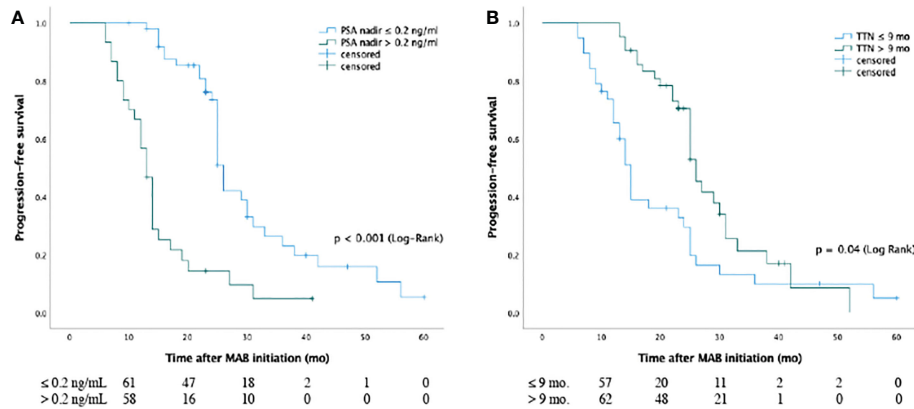 A
PSA nadir ≤ 0.2 ng/ml
PSA nadir > 0.2 ng/ml
censored
censored
Progression-free survival
1.0
0.8
0.6
0.4
0.2
0.0
p < 0.001 (Log-Rank)
0 10 20 30 40 50 60
Time after MAB initiation (mo)
≤ 0.2 ng/mL 61 47 18 2 1 0
> 0.2 ng/mL 58 16 10 0 0 0
B
TTN ≤ 9 mo
TTN > 9 mo
censored
censored
Progession-free survival
1.0
0.8
0.6
0.4
0.2
0.0
p = 0.04 (Log Rank)
0 10 20 30 40 50 60
Time after MAB initiation (mo)
≤ 9 mo. 57 20 11 2 2 0
> 9 mo. 62 48 21 1 0 0